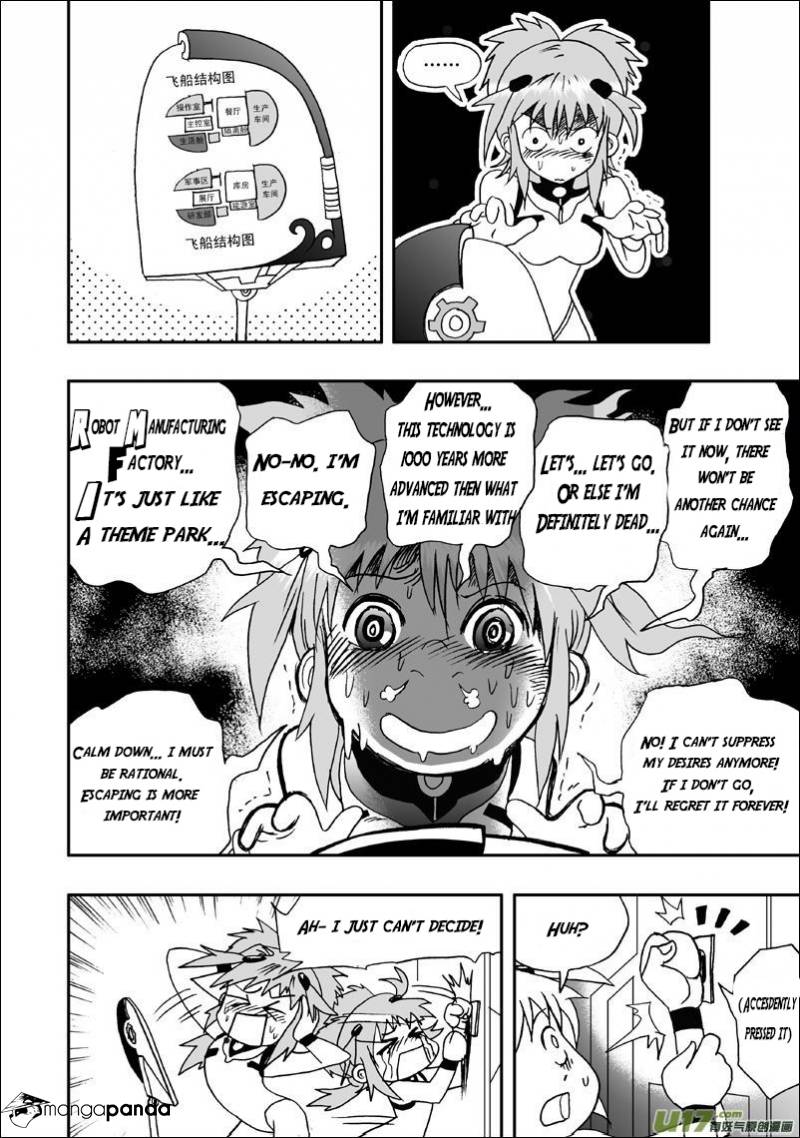 飞船结构图
操作室
餐厅
生产
车间
主控室
生活舱
军事区
库房
生产
车间
展厅
研发部
飞船结构图
......
Robot Manufacturing
Factory...
It's just like
a theme park...
No-no. I'm
escaping.
However...
this technology is
1000 years more
advanced then what
I'm familiar with
Let's... let's go.
Or else I'm
definitely dead...
But if I don't see
it now, there
won't be
another chance
again...
Calm down... I must
be rational.
Escaping is more
important!
No! I can't suppress
my desires anymore!
If I don't go,
I'll regret it forever!
Ah- I just can't decide!
Huh?
(Accesdently
pressed it)
mangapanda
U17.com
有妖气原创漫画